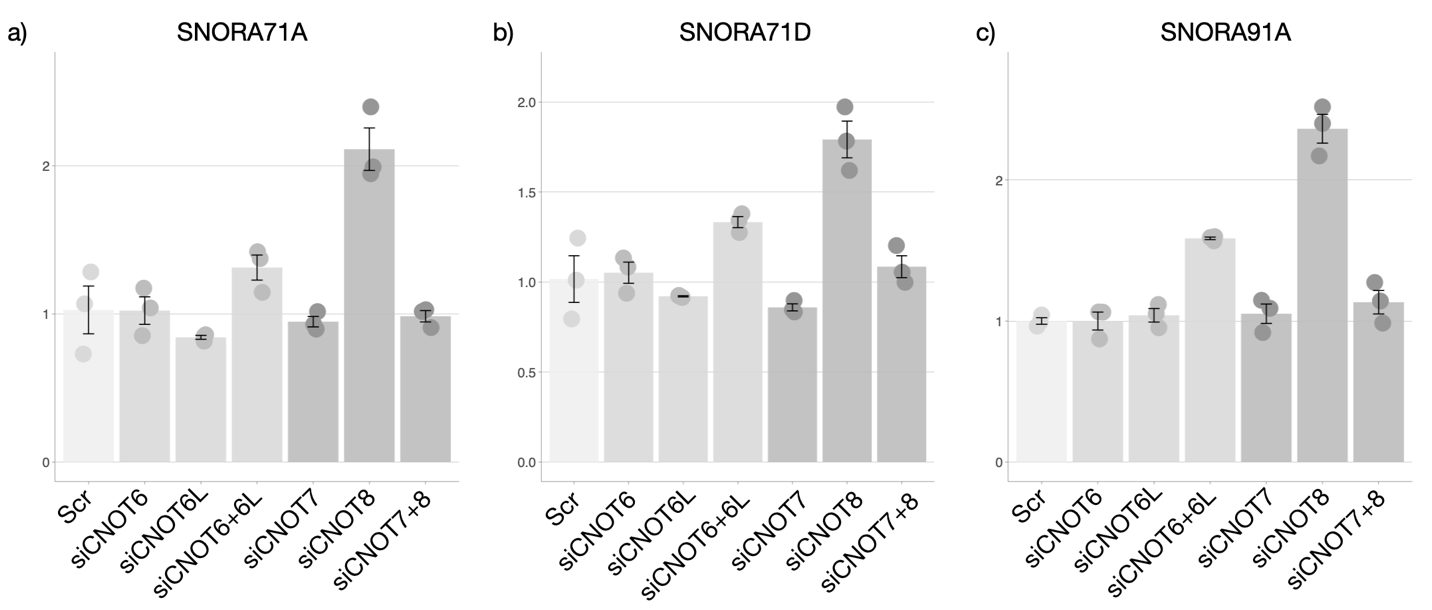 a) SNORA71A
2
1
0
Scr siCNOT6 siCNOT6L siCNOT6+6L siCNOT7 siCNOT8 siCNOT7+8
b) SNORA71D
2.0
1.5
1.0
0.5
0.0
Scr siCNOT6 siCNOT6L siCNOT6+6L siCNOT7 siCNOT8 siCNOT7+8
c) SNORA91A
2
1
0
Scr siCNOT6 siCNOT6L siCNOT6+6L siCNOT7 siCNOT8 siCNOT7+8